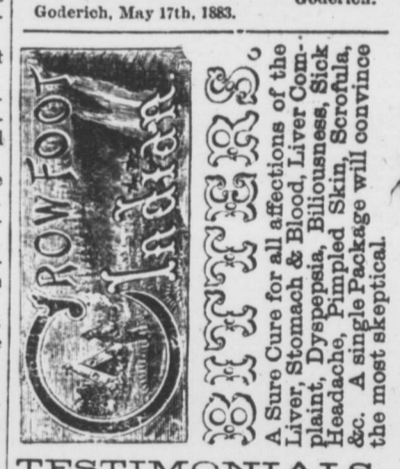 Goderich.
Goderich, May 17th, 1883.
CROW FOOT
Indian
BITTERS.
A Sure Cure for all affections of the
Liver, Stomach & Blood, Liver Com-
plaint, Dyspepsia, Biliousness, Sick
Headache, Pimpled Skin, Scrofula,
&c. A single Package will convince
the most skeptical.
TESTIMONIALS